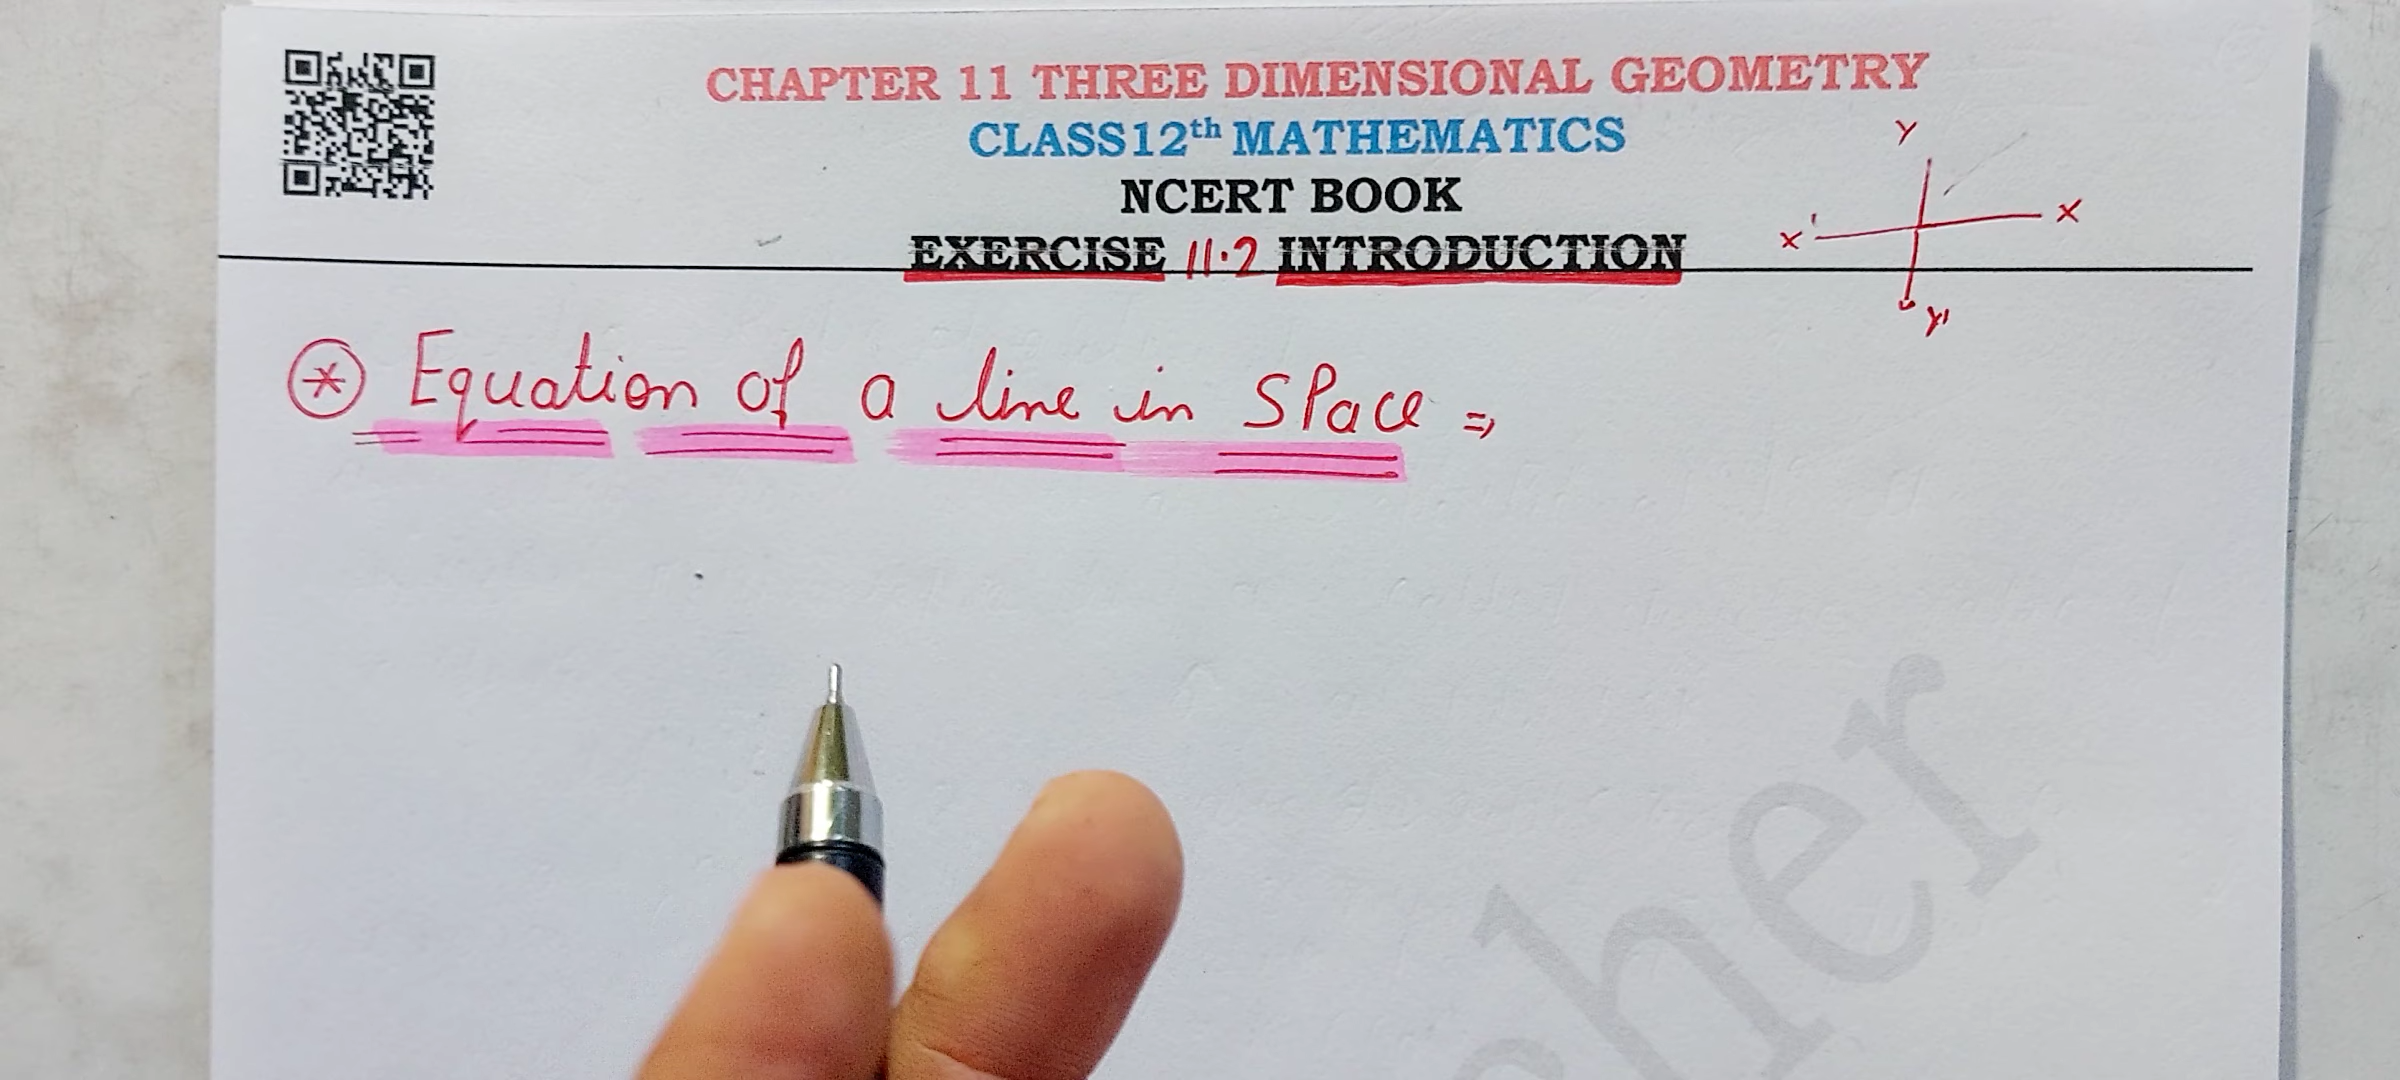 CHAPTER 11 THREE DIMENSIONAL GEOMETRY
CLASS12th MATHEMATICS
NCERT BOOK
EXERCISE 11.2 INTRODUCTION
Y
X' X
Y'
* Equation of a line in SPace =>